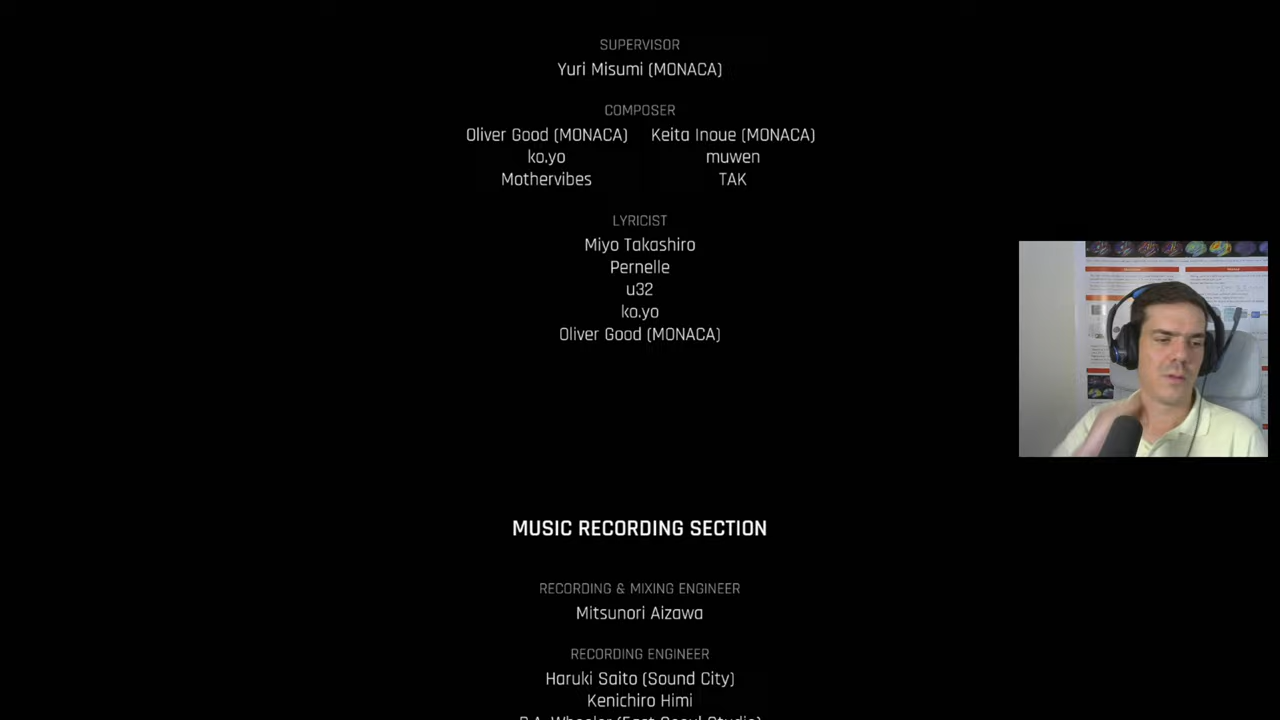 SUPERVISOR
Yuri Misumi (MONACA)
COMPOSER
Oliver Good (MONACA) Keita Inoue (MONACA)
ko.yo muwen
Mothervibes TAK
LYRICIST
Miyo Takashiro
Pernelle
u32
ko.yo
Oliver Good (MONACA)
MUSIC RECORDING SECTION
RECORDING & MIXING ENGINEER
Mitsunori Aizawa
RECORDING ENGINEER
Haruki Saito (Sound City)
Kenichiro Himi